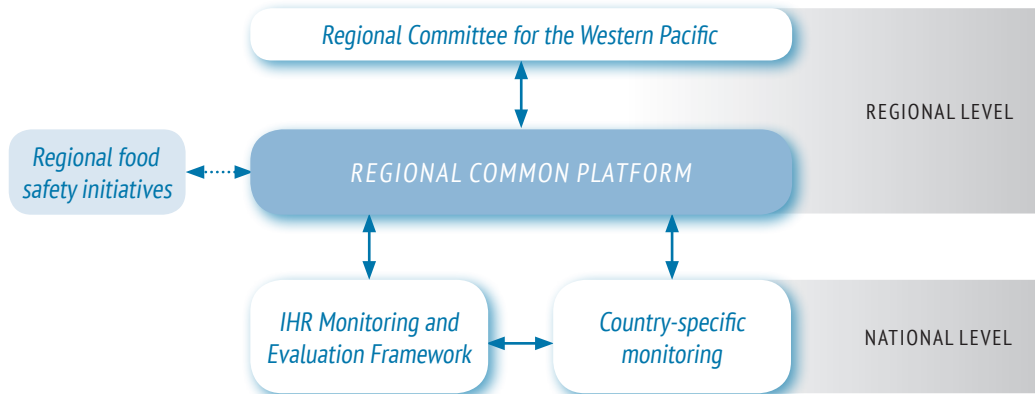 Regional Committee for the Western Pacific
REGIONAL LEVEL
Regional food
safety initiatives
REGIONAL COMMON PLATFORM
IHR Monitoring and
Evaluation Framework
Country-specific
monitoring
NATIONAL LEVEL